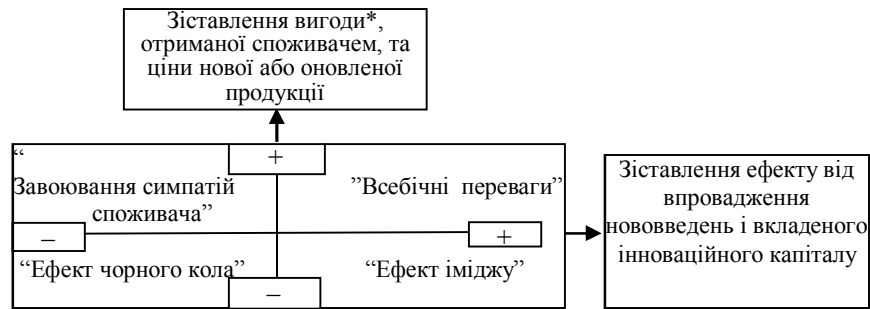 Зіставлення вигоди*,
отриманої споживачем, та
ціни нової або оновленої
продукції
“
+
Завоювання симпатій
споживача”
”Всебічні переваги”
–
+
“Ефект чорного кола”
“Ефект іміджу”
–
Зіставлення ефекту від
впровадження
нововведень і вкладеного
інноваційного капіталу